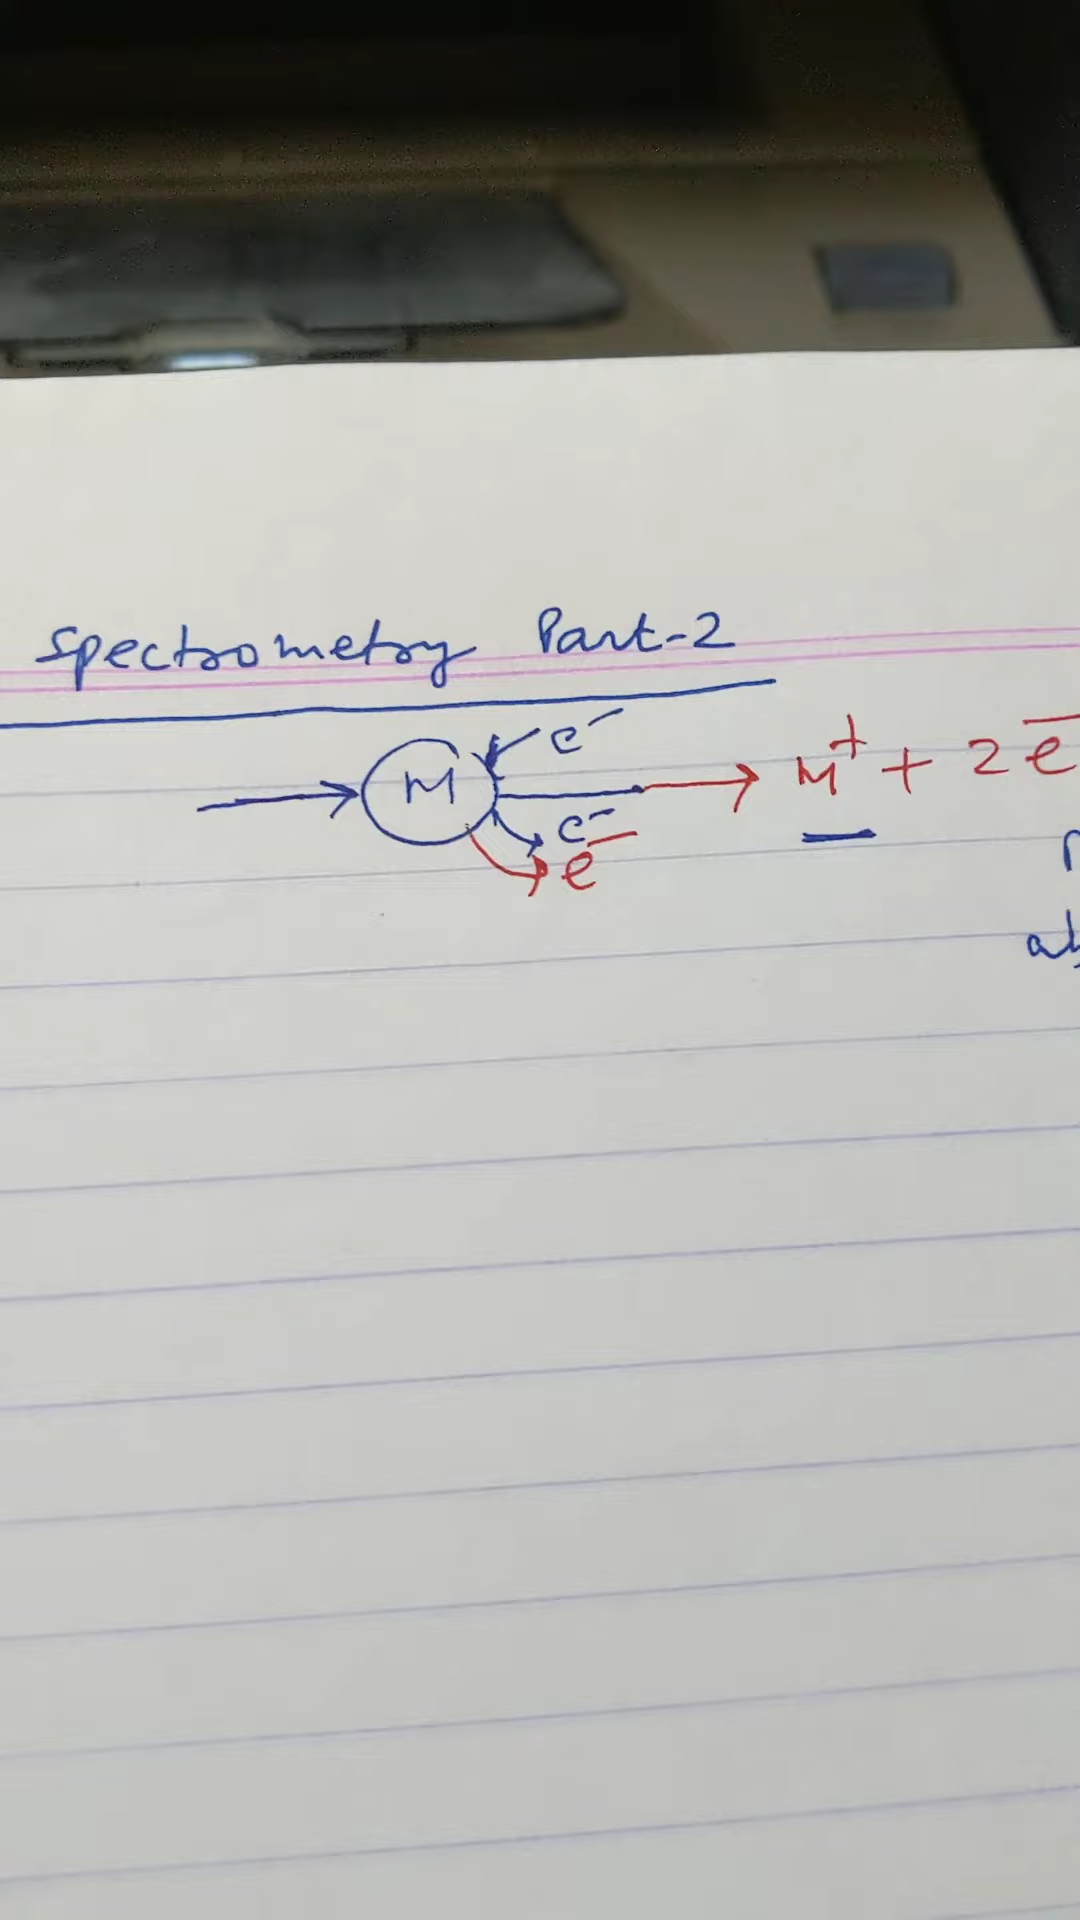 Spectrometry Part-2
M e⁻ e⁻ e⁻ → M⁺ + 2e⁻